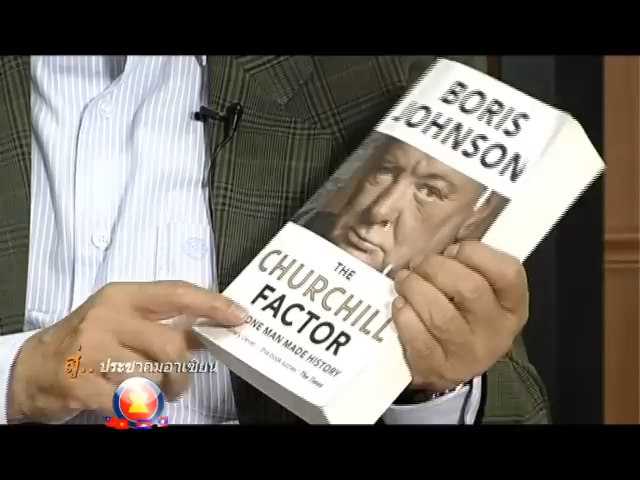 BORIS
JOHNSON
THE
CHURCHILL
FACTOR
ONE MAN MADE HISTORY
The Times
สู่.. ประชาคมอาเซียน